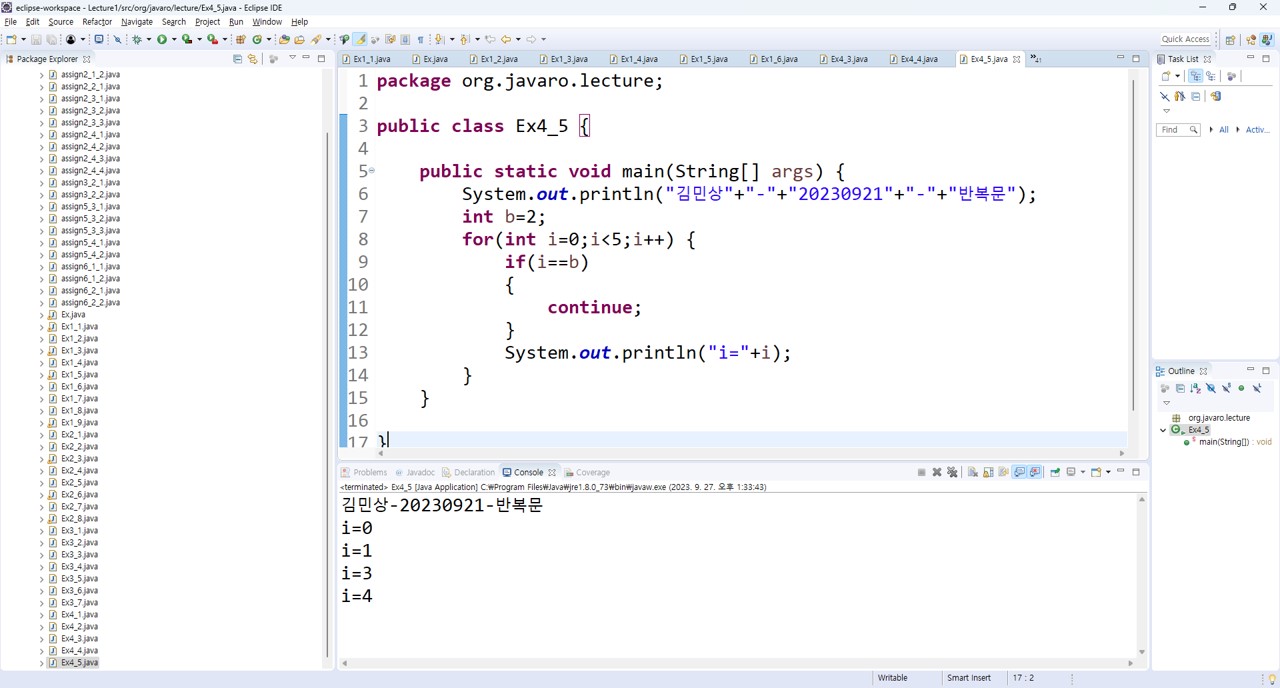 eclipse-workspace - Lecture1/src/org/javaro/lecture/Ex4_5.java - Eclipse IDE
File Edit Source Refactor Navigate Search Project Run Window Help
Quick Access
Package Explorer
assign2_1_2.java
assign2_2_1.java
assign2_3_1.java
assign2_3_2.java
assign2_3_3.java
assign2_4_1.java
assign2_4_2.java
assign2_4_3.java
assign2_4_4.java
assign3_2_1.java
assign3_2_2.java
assign5_3_1.java
assign5_3_2.java
assign5_3_3.java
assign5_4_1.java
assign5_4_2.java
assign6_1_1.java
assign6_1_2.java
assign6_2_1.java
assign6_2_2.java
Ex.java
Ex1_1.java
Ex1_2.java
Ex1_3.java
Ex1_4.java
Ex1_5.java
Ex1_6.java
Ex1_7.java
Ex1_8.java
Ex1_9.java
Ex2_1.java
Ex2_2.java
Ex2_3.java
Ex2_4.java
Ex2_5.java
Ex2_6.java
Ex2_7.java
Ex2_8.java
Ex3_1.java
Ex3_2.java
Ex3_3.java
Ex3_4.java
Ex3_5.java
Ex3_6.java
Ex3_7.java
Ex4_1.java
Ex4_2.java
Ex4_3.java
Ex4_4.java
Ex4_5.java
Ex1_1.java Ex.java Ex1_2.java Ex1_3.java Ex1_4.java Ex1_5.java Ex1_6.java Ex4_3.java Ex4_4.java Ex4_5.java
1 package org.javaro.lecture;
2
3 public class Ex4_5 {
4
5 public static void main(String[] args) {
6 System.out.println("김민상"+"-"+"20230921"+"-"+"반복문");
7 int b=2;
8 for(int i=0;i<5;i++) {
9 if(i==b)
10 {
11 continue;
12 }
13 System.out.println("i="+i);
14 }
15 }
16
17 }
Problems Javadoc Declaration Console Coverage
<terminated> Ex4_5 [Java Application] C:₩Program Files₩Java₩jre1.8.0_73₩bin₩javaw.exe (2023. 9. 27. 오후 1:33:43)
김민상-20230921-반복문
i=0
i=1
i=3
i=4
Task List
Find All Activ...
Outline
org.javaro.lecture
Ex4_5
main(String[]) : void
Writable Smart Insert 17 : 2